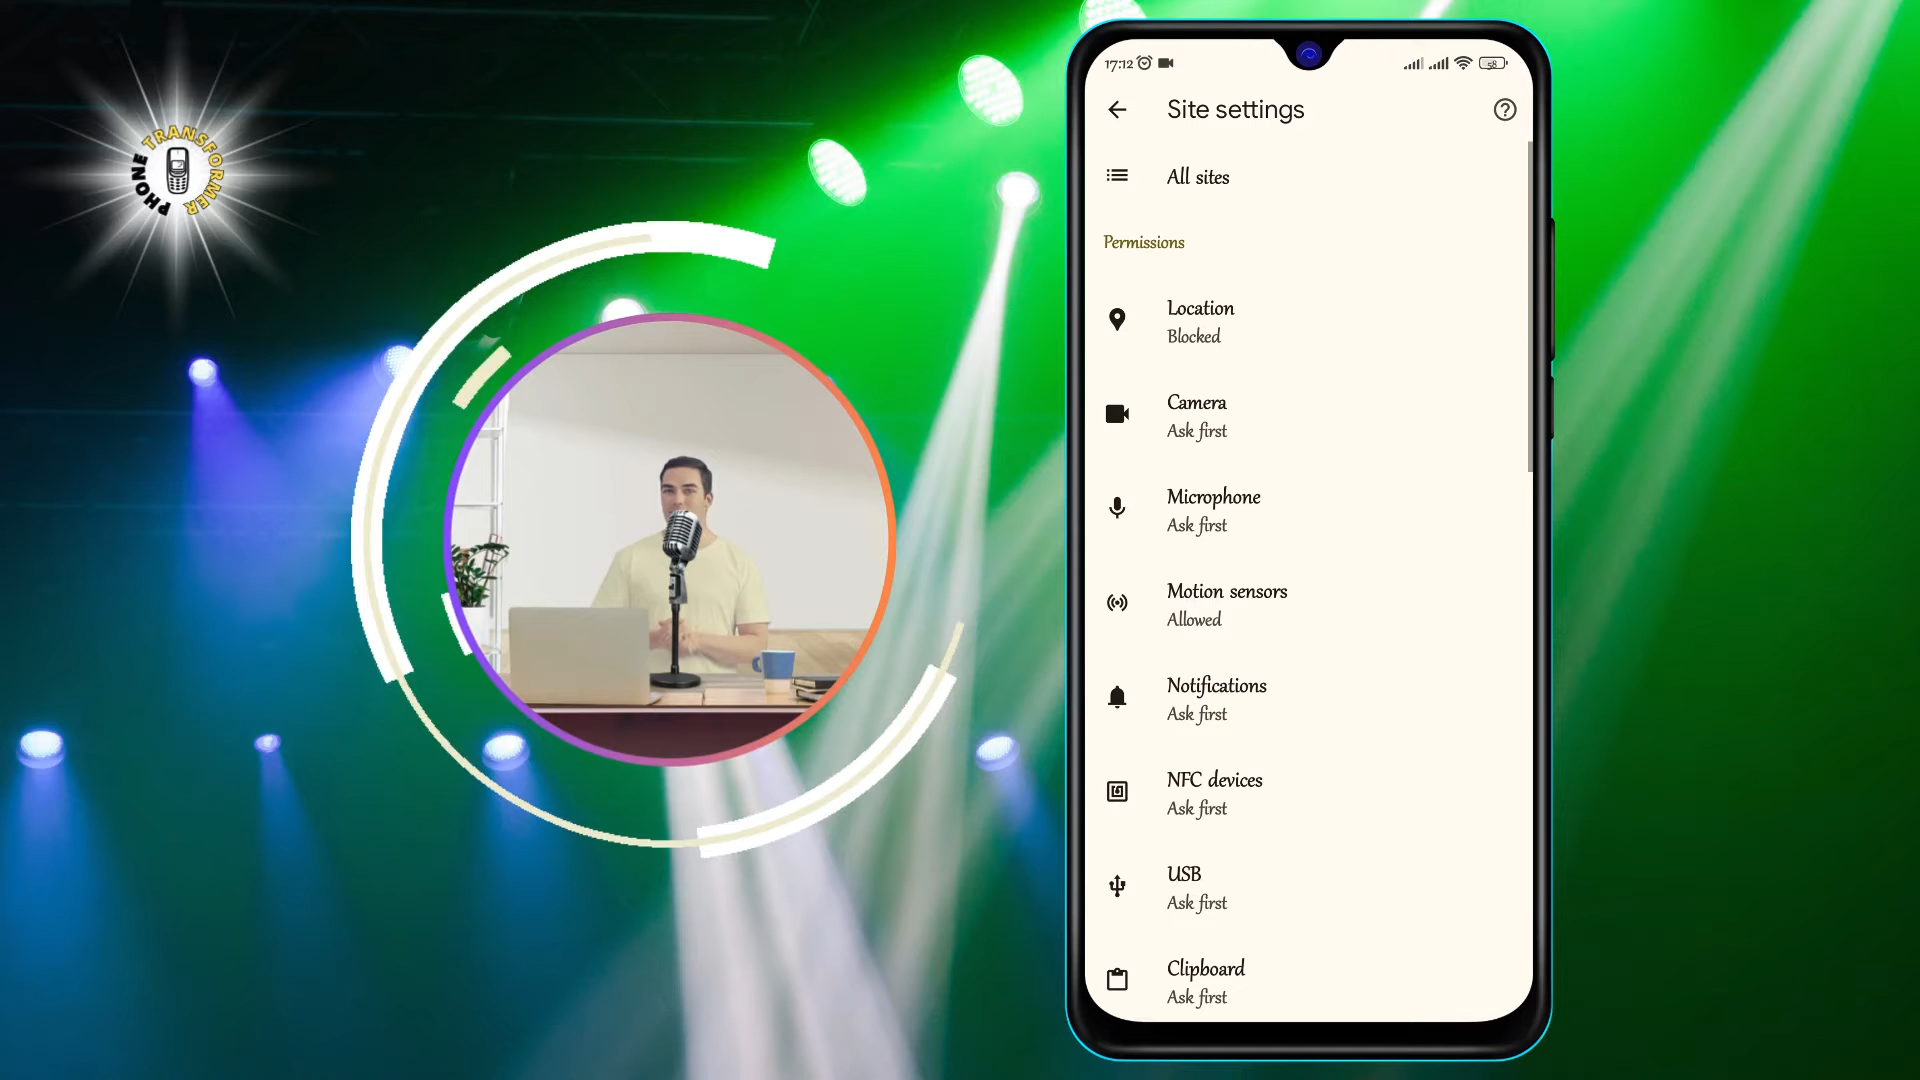 PHONE TRANSFORMER
17:12
58
Site settings
All sites
Permissions
Location
Blocked
Camera
Ask first
Microphone
Ask first
Motion sensors
Allowed
Notifications
Ask first
NFC devices
Ask first
USB
Ask first
Clipboard
Ask first